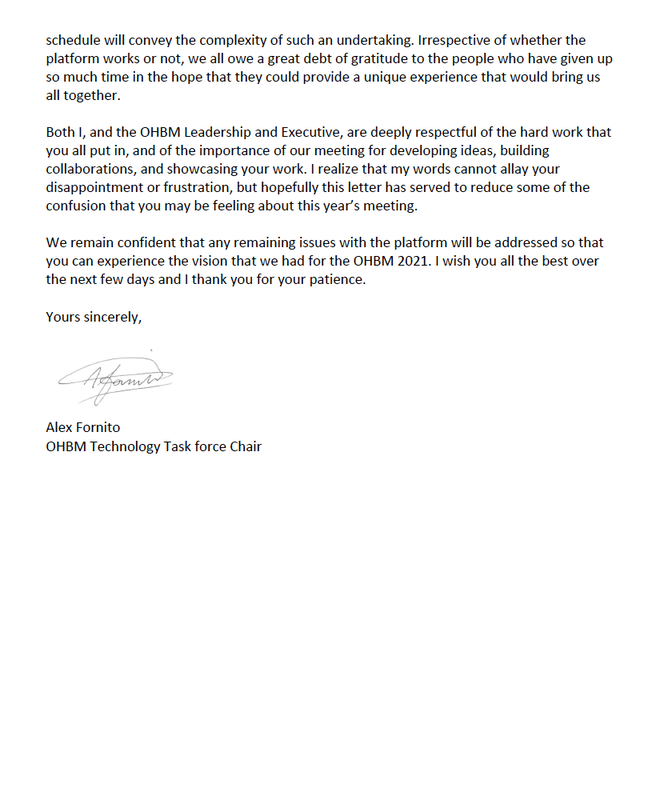 schedule will convey the complexity of such an undertaking. Irrespective of whether the
platform works or not, we all owe a great debt of gratitude to the people who have given up
so much time in the hope that they could provide a unique experience that would bring us
all together.
Both I, and the OHBM Leadership and Executive, are deeply respectful of the hard work that
you all put in, and of the importance of our meeting for developing ideas, building
collaborations, and showcasing your work. I realize that my words cannot allay your
disappointment or frustration, but hopefully this letter has served to reduce some of the
confusion that you may be feeling about this year’s meeting.
We remain confident that any remaining issues with the platform will be addressed so that
you can experience the vision that we had for the OHBM 2021. I wish you all the best over
the next few days and I thank you for your patience.
Yours sincerely,
AFornito
Alex Fornito
OHBM Technology Task force Chair